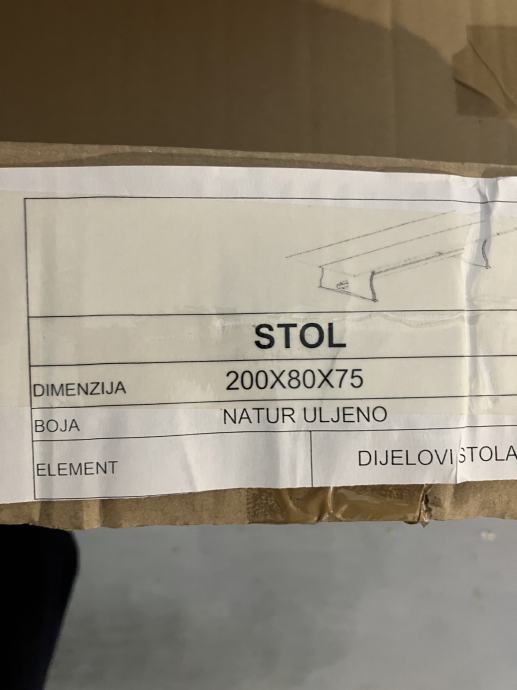 STOL
DIMENZIJA 200X80X75
BOJA NATUR ULJENO
ELEMENT DIJELOVI STOLA